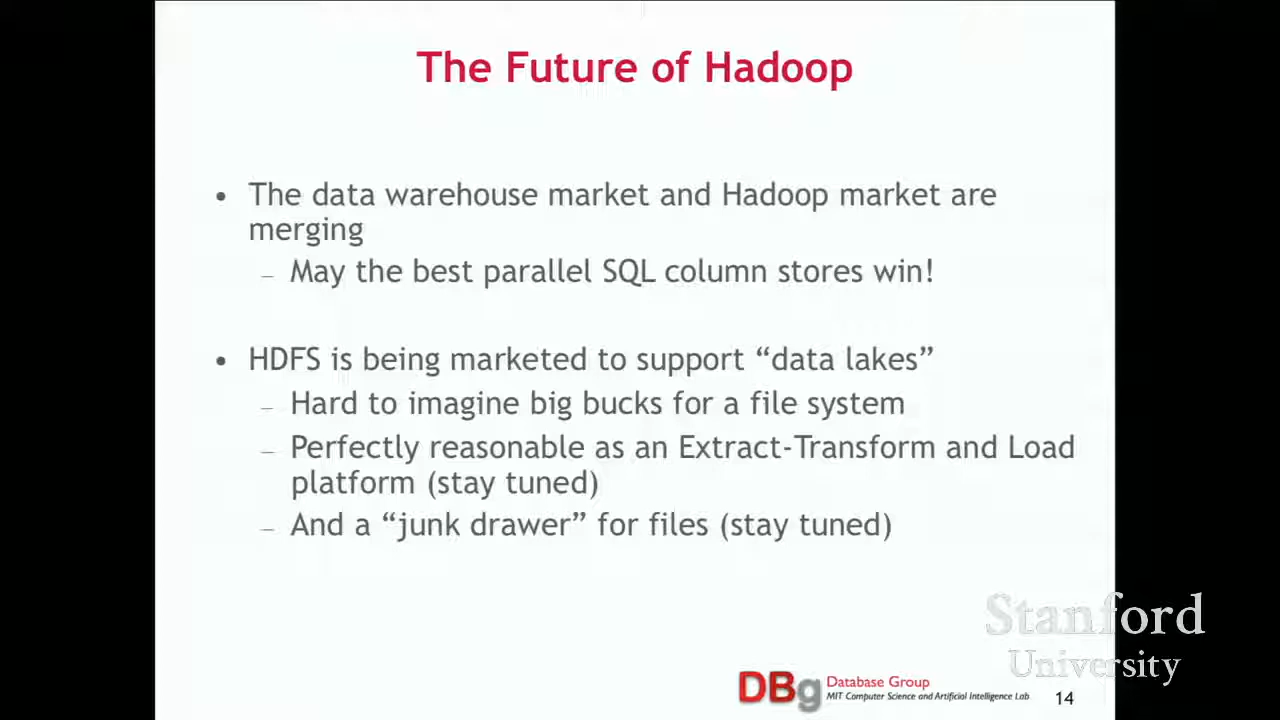 The Future of Hadoop
• The data warehouse market and Hadoop market are
merging
– May the best parallel SQL column stores win!
• HDFS is being marketed to support “data lakes”
– Hard to imagine big bucks for a file system
– Perfectly reasonable as an Extract-Transform and Load
platform (stay tuned)
– And a “junk drawer” for files (stay tuned)
Stanford
University
DBg Database Group
MIT Computer Science and Artificial Intelligence Lab
14